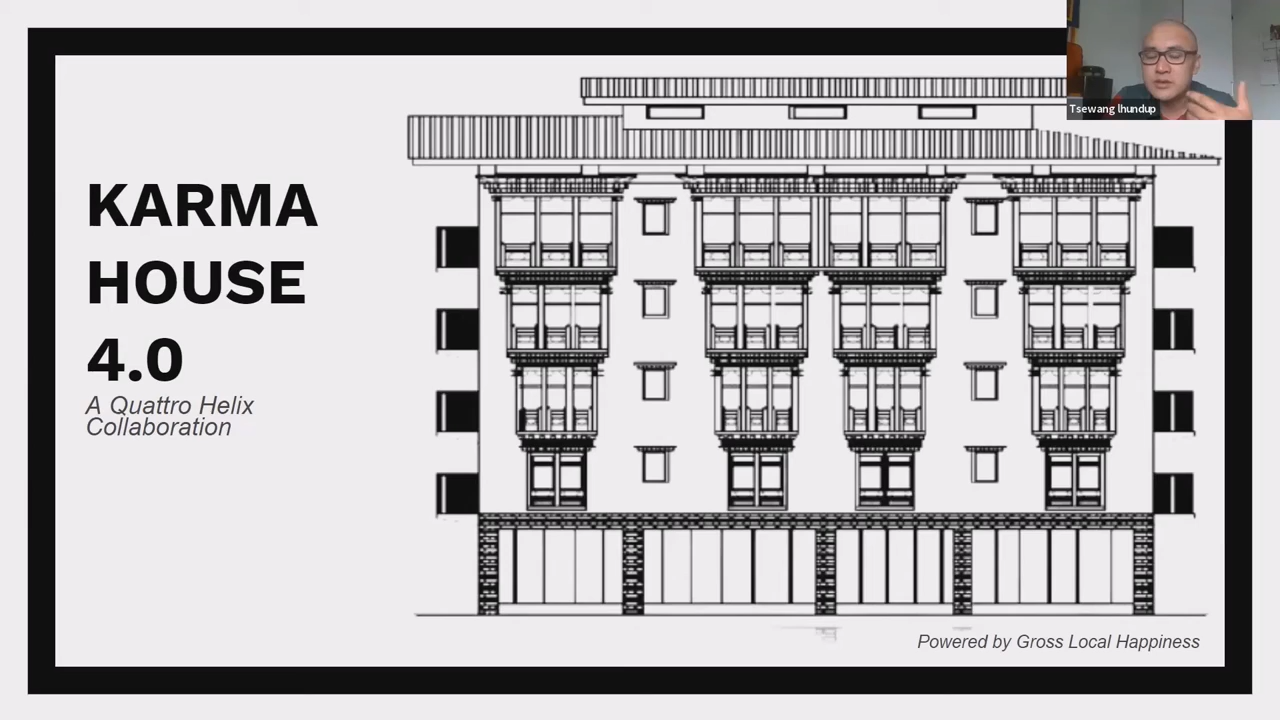 Tsewang lhundup
KARMA
HOUSE
4.0
A Quattro Helix
Collaboration
Powered by Gross Local Happiness